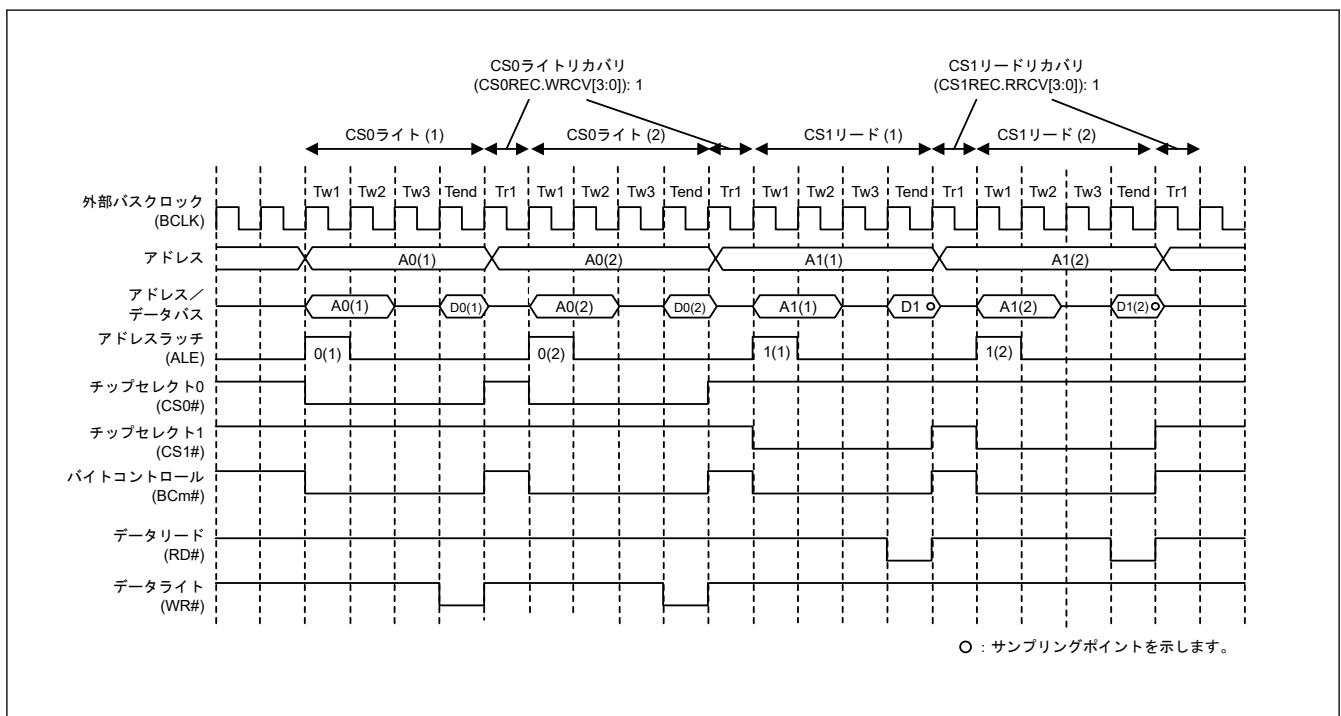 CS0ライトリカバリ
(CS0REC.WRCV[3:0]): 1
CS1リードリカバリ
(CS1REC.RRCV[3:0]): 1
CS0ライト (1)
CS0ライト (2)
CS1リード (1)
CS1リード (2)
Tw1 Tw2 Tw3 Tend Tr1 Tw1 Tw2 Tw3 Tend Tr1 Tw1 Tw2 Tw3 Tend Tr1 Tw1 Tw2 Tw3 Tend Tr1
外部バスクロック
(BCLK)
アドレス
A0(1) A0(2) A1(1) A1(2)
アドレス／
データバス
A0(1) D0(1) A0(2) D0(2) A1(1) D1 A1(2) D1(2)
アドレスラッチ
(ALE)
0(1) 0(2) 1(1) 1(2)
チップセレクト0
(CS0#)
チップセレクト1
(CS1#)
バイトコントロール
(BCm#)
データリード
(RD#)
データライト
(WR#)
：サンプリングポイントを示します。